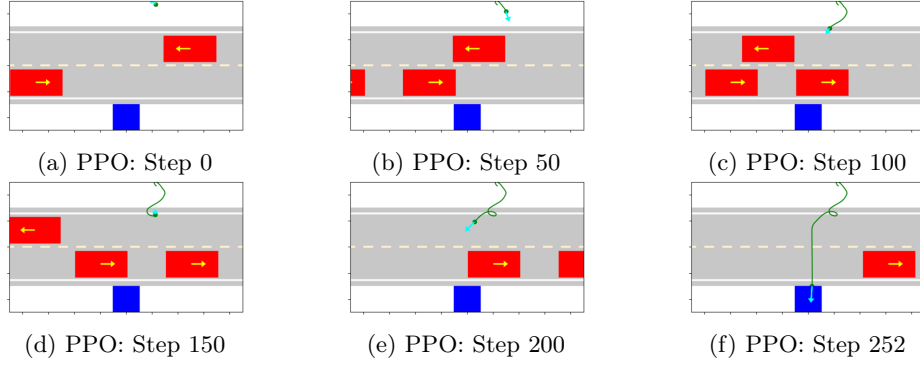 (a) PPO: Step 0
(b) PPO: Step 50
(c) PPO: Step 100
(d) PPO: Step 150
(e) PPO: Step 200
(f) PPO: Step 252